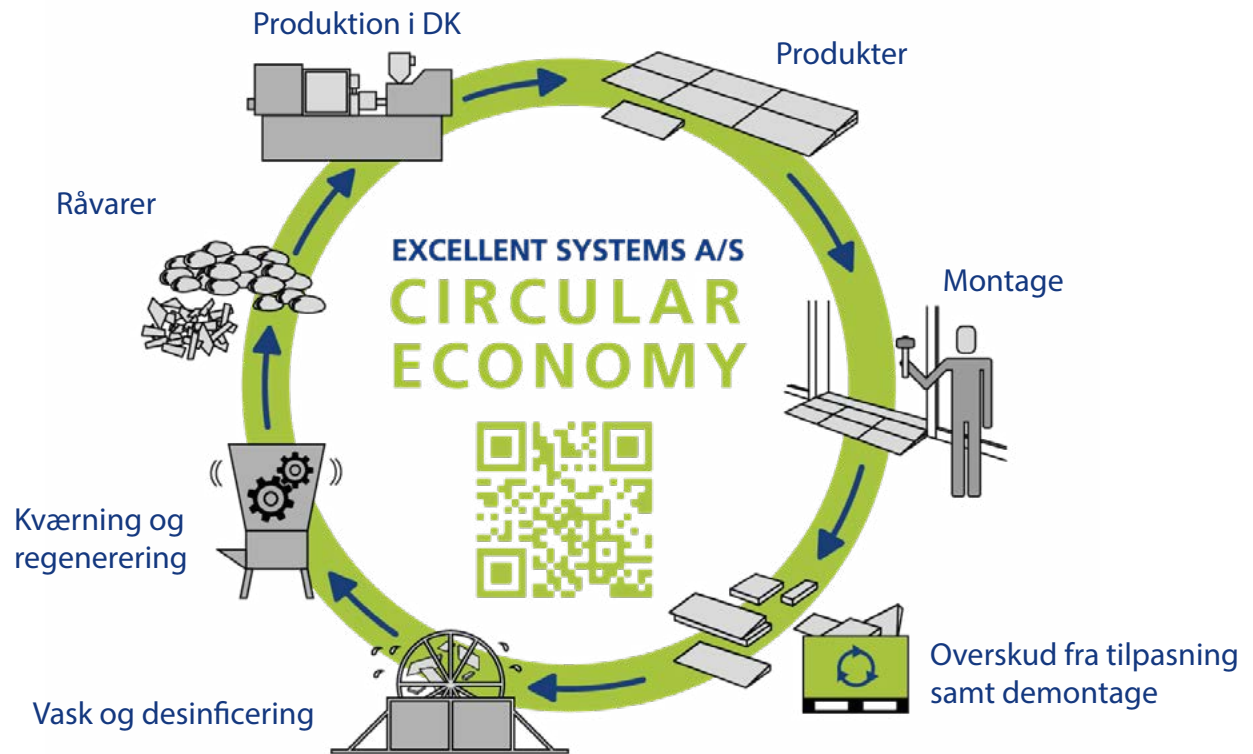 Produktion i DK
Produkter
Råvarer
EXCELLENT SYSTEMS A/S
CIRCULAR
ECONOMY
Montage
Kværning og
regenerering
Overskud fra tilpasning
samt demontage
Vask og desinficering